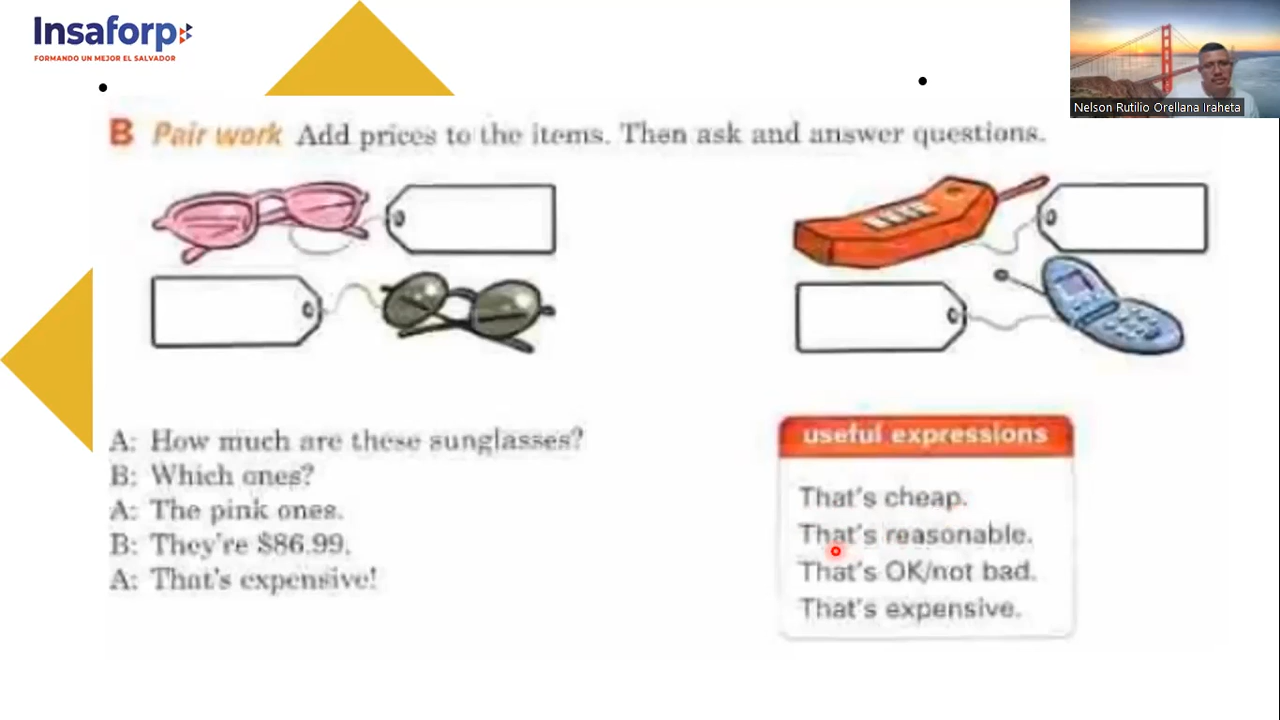 Insaforp
FORMANDO UN MEJOR EL SALVADOR
Nelson Rutilio Orellana Iraheta
B Pair work Add prices to the items. Then ask and answer questions.
A: How much are these sunglasses?
B: Which ones?
A: The pink ones.
B: They're $86.99.
A: That's expensive!
useful expressions
That's cheap.
That's reasonable.
That's OK/not bad.
That's expensive.